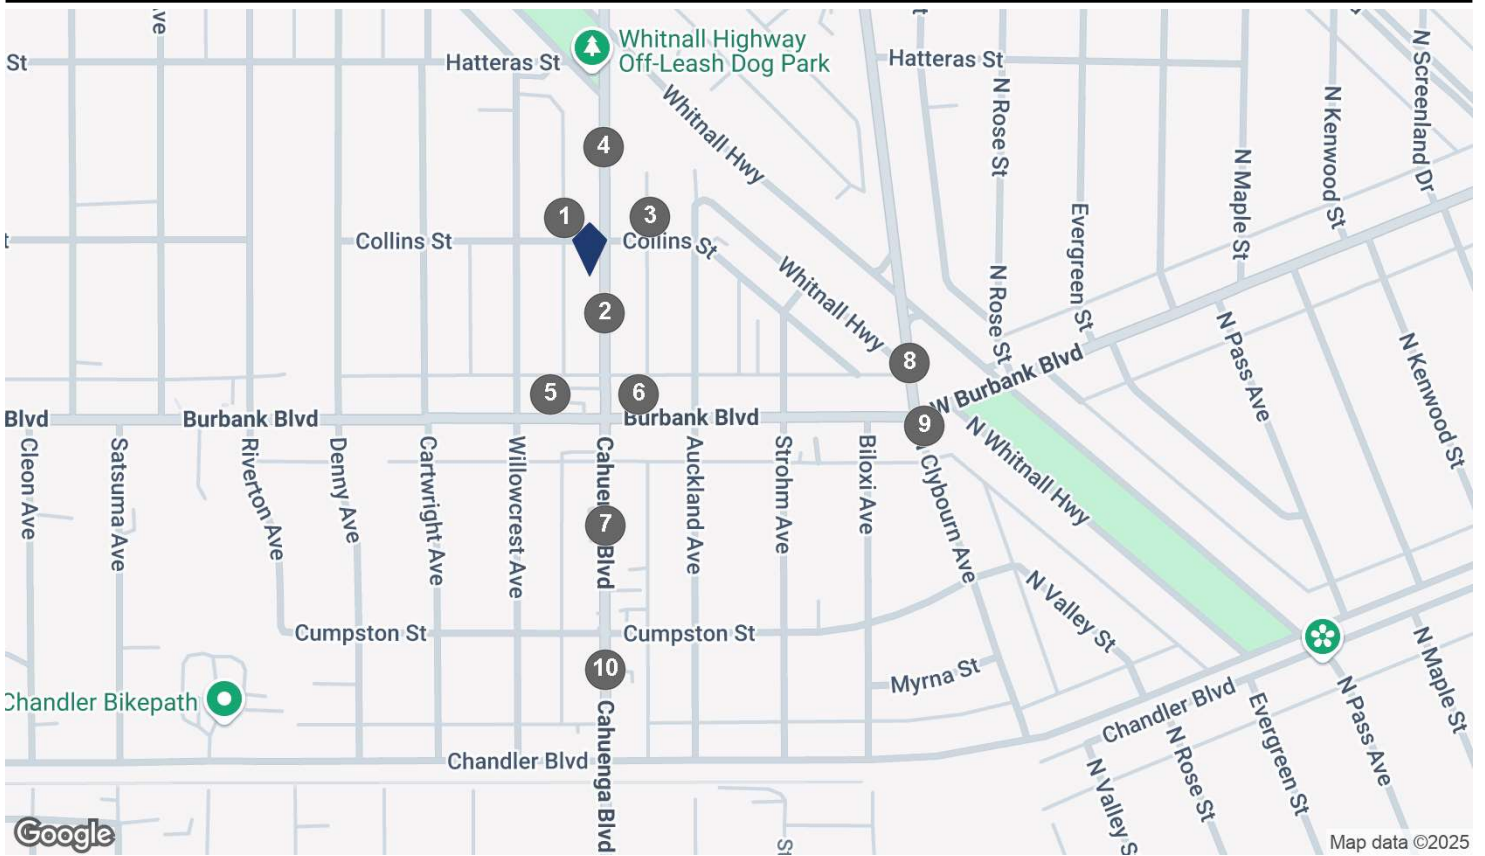 Ave
St
Hatteras St
Whitnall Highway
Off-Leash Dog Park
Hatteras St
N Screenland Dr
Whitnall Hwy
N Rose St
N Kenwood St
4
N Maple St
Evergreen St
1
3
Collins St
Collins St
Whitnall Hwy
N Rose St
2
N Pass Ave
N Kenwood St
8
W Burbank Blvd
5
6
Blvd
Burbank Blvd
Burbank Blvd
9
N Whitnall Hwy
Cleon Ave
Satsuma Ave
Riverton Ave
Denny Ave
Cartwright Ave
Willowcrest Ave
Cahuenga Blvd
Auckland Ave
Strohm Ave
Biloxi Ave
N Clybourn Ave
7
N Valley St
Cumpston St
Cumpston St
10
Myrna St
N Maple St
Chandler Bikepath
Chandler Blvd
N Pass Ave
Evergreen St
N Rose St
Cahuenga Blvd
Chandler Blvd
N Valley S
St
Google
Map data ©2025